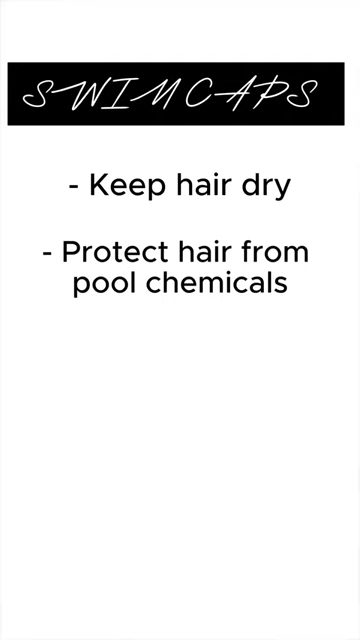 SWIMCAPS
- Keep hair dry
- Protect hair from
pool chemicals